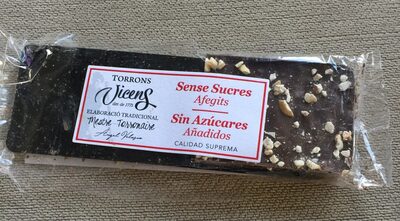 TORRONS
Vicens
des de 1775
ELABORACIÓ TRADICIONAL
Mestre Torronaire
Àngel Velasco
Sense Sucres
Afegits
Sin Azúcares
Añadidos
CALIDAD SUPREMA